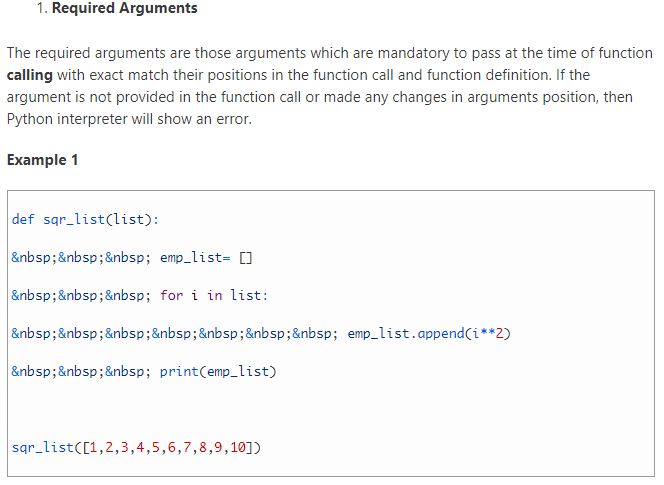 1. Required Arguments
The required arguments are those arguments which are mandatory to pass at the time of function
calling with exact match their positions in the function call and function definition. If the
argument is not provided in the function call or made any changes in arguments position, then
Python interpreter will show an error.
Example 1
def sqr_list(list):
&nbsp;&nbsp;&nbsp; emp_list= []
&nbsp;&nbsp;&nbsp; for i in list:
&nbsp;&nbsp;&nbsp;&nbsp;&nbsp;&nbsp;&nbsp; emp_list.append(i**2)
&nbsp;&nbsp;&nbsp; print(emp_list)
sqr_list([1,2,3,4,5,6,7,8,9,10])